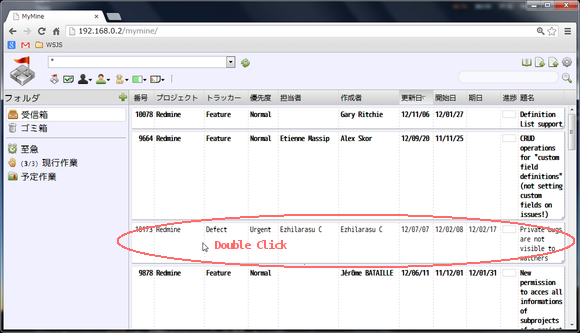 MyMine
192.168.0.2/mymine/
WSJS
*
フォルダ
番号 プロジェクト トラッカー 優先度 担当者 作成者 更新日 開始日 期日 進捗 題名
受信箱
ゴミ箱
至急
(3/3) 現行作業
予定作業
10078 Redmine Feature Normal Gary Ritchie 12/11/06 12/01/27 Definition
List support
9664 Redmine Feature Normal Etienne Massip Alex Skor 12/09/20 11/11/25 CRUD
operations
for "custom
field
definitions"
(not setting
custom
fields on
issues!)
10173 Redmine Defect Urgent Ezhilarasu C Ezhilarasu C 12/07/07 12/02/08 12/02/17 Private bugs
are not
visible to
watchers
Double Click
9878 Redmine Feature Normal Jérôme BATAILLE 12/06/11 11/12/01 12/01/31 New
permission
to acces all
informations
of
subprojects